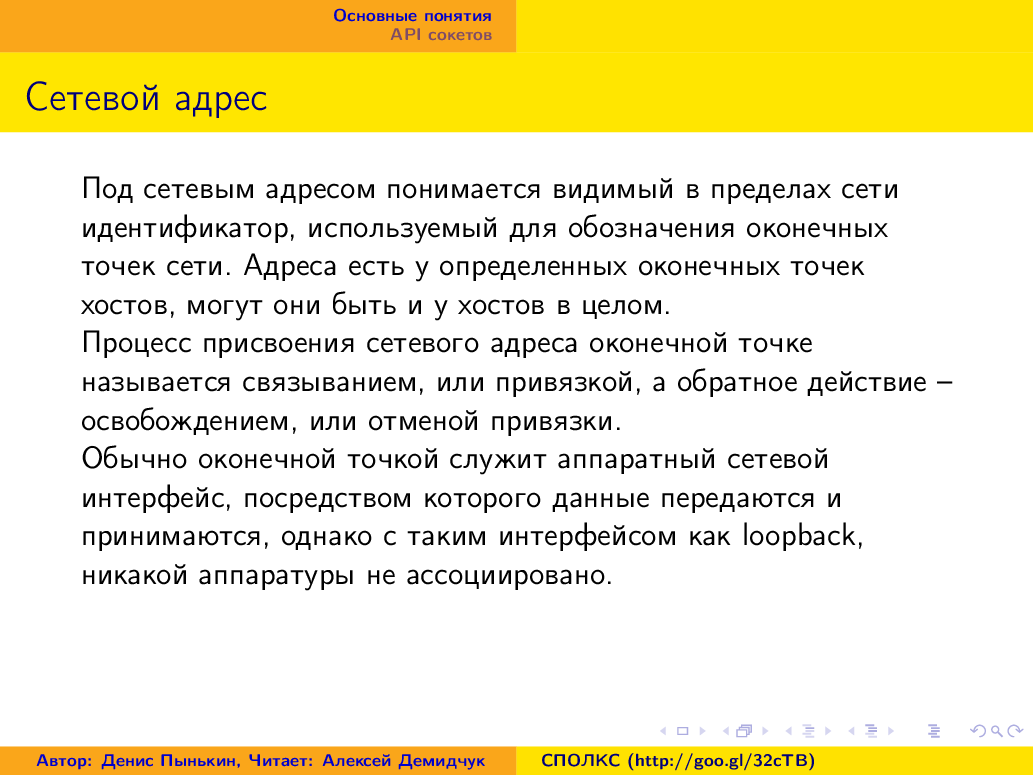 Основные понятия
API сокетов
Сетевой адрес
Под сетевым адресом понимается видимый в пределах сети
идентификатор, используемый для обозначения оконечных
точек сети. Адреса есть у определенных оконечных точек
хостов, могут они быть и у хостов в целом.
Процесс присвоения сетевого адреса оконечной точке
называется связыванием, или привязкой, а обратное действие –
освобождением, или отменой привязки.
Обычно оконечной точкой служит аппаратный сетевой
интерфейс, посредством которого данные передаются и
принимаются, однако с таким интерфейсом как loopback,
никакой аппаратуры не ассоциировано.
Автор: Денис Пынькин, Читает: Алексей Демидчук
СПОЛКС (http://goo.gl/32cTB)